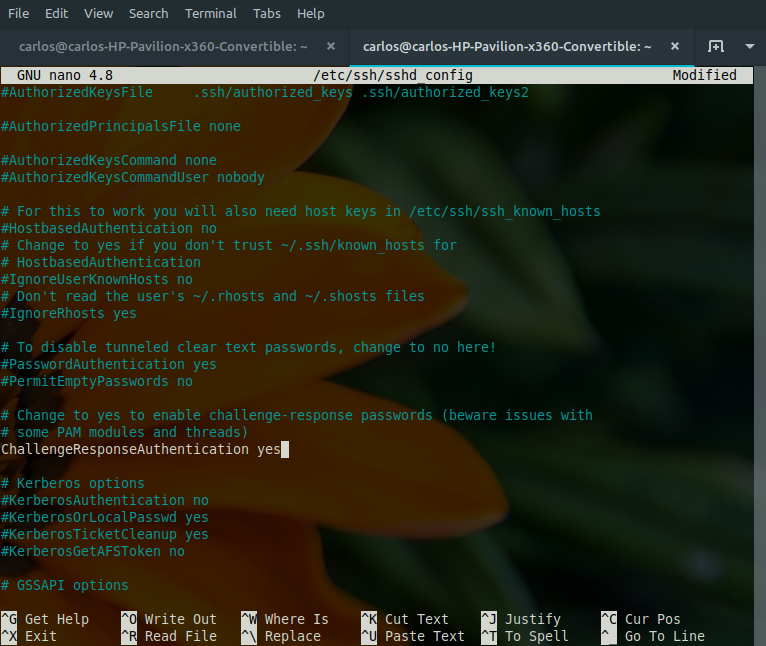 File Edit View Search Terminal Tabs Help
carlos@carlos-HP-Pavilion-x360-Convertible: ~ × carlos@carlos-HP-Pavilion-x360-Convertible: ~ ×
GNU nano 4.8 /etc/ssh/sshd_config Modified
#AuthorizedKeysFile .ssh/authorized_keys .ssh/authorized_keys2
#AuthorizedPrincipalsFile none
#AuthorizedKeysCommand none
#AuthorizedKeysCommandUser nobody
# For this to work you will also need host keys in /etc/ssh/ssh_known_hosts
#HostbasedAuthentication no
# Change to yes if you don't trust ~/.ssh/known_hosts for
# HostbasedAuthentication
#IgnoreUserKnownHosts no
# Don't read the user's ~/.rhosts and ~/.shosts files
#IgnoreRhosts yes
# To disable tunneled clear text passwords, change to no here!
#PasswordAuthentication yes
#PermitEmptyPasswords no
# Change to yes to enable challenge-response passwords (beware issues with
# some PAM modules and threads)
ChallengeResponseAuthentication yes
# Kerberos options
#KerberosAuthentication no
#KerberosOrLocalPasswd yes
#KerberosTicketCleanup yes
#KerberosGetAFSToken no
# GSSAPI options
^G Get Help ^O Write Out ^W Where Is ^K Cut Text ^J Justify ^C Cur Pos
^X Exit ^R Read File ^\ Replace ^U Paste Text ^T To Spell ^_ Go To Line